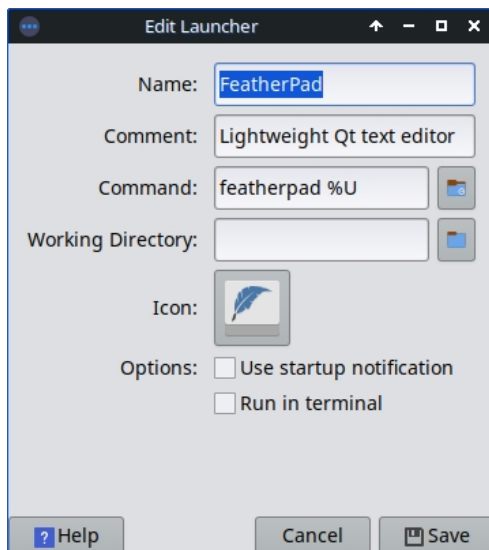 Edit Launcher
Name: FeatherPad
Comment: Lightweight Qt text editor
Command: featherpad %U
Working Directory:
Icon:
Options: Use startup notification
Run in terminal
? Help Cancel Save